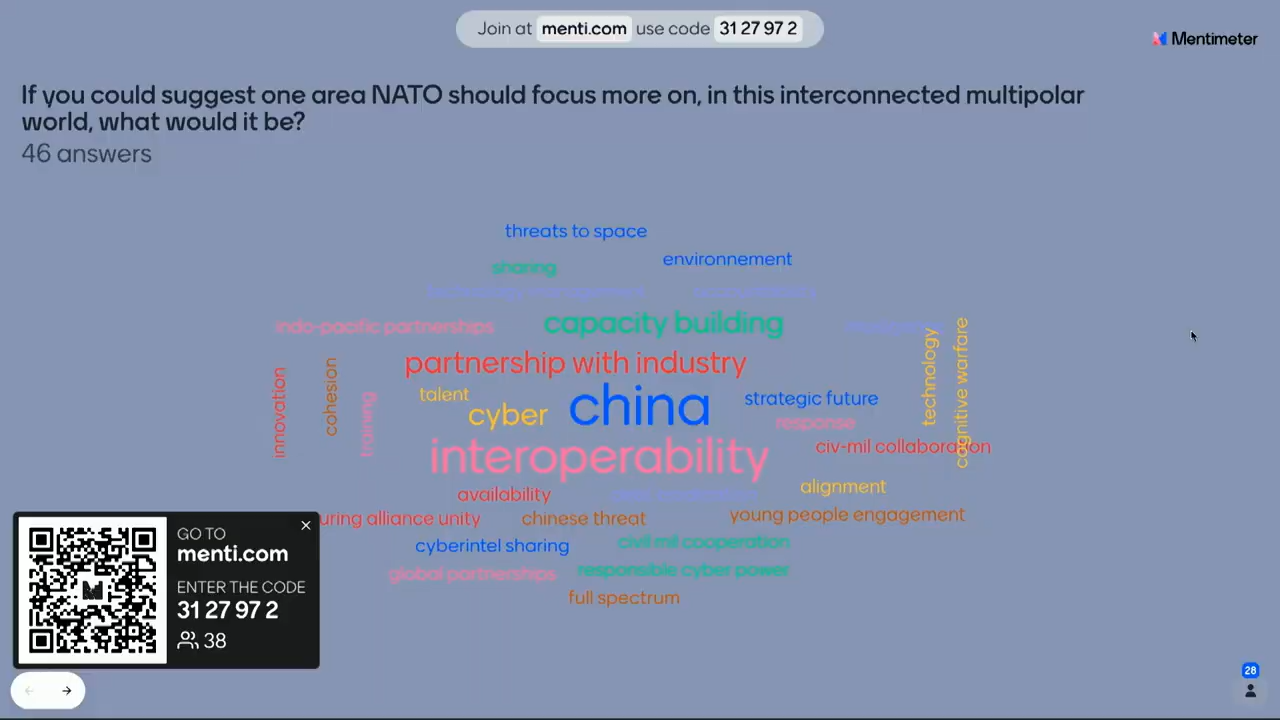 Join at menti.com use code 31 27 97 2
Mentimeter
If you could suggest one area NATO should focus more on, in this interconnected multipolar
world, what would it be?
46 answers
threats to space
environnement
sharing
indo-pacific partnerships
capacity building
technology
cognitive warfare
partnership with industry
innovation
cohesion
training
talent
cyber
china
strategic future
response
civ-mil collaboration
interoperability
alignment
availability
uring alliance unity
chinese threat
young people engagement
cyberintel sharing
civil mil cooperation
global partnerships
responsible cyber power
full spectrum
GO TO
menti.com
ENTER THE CODE
31 27 97 2
38
28